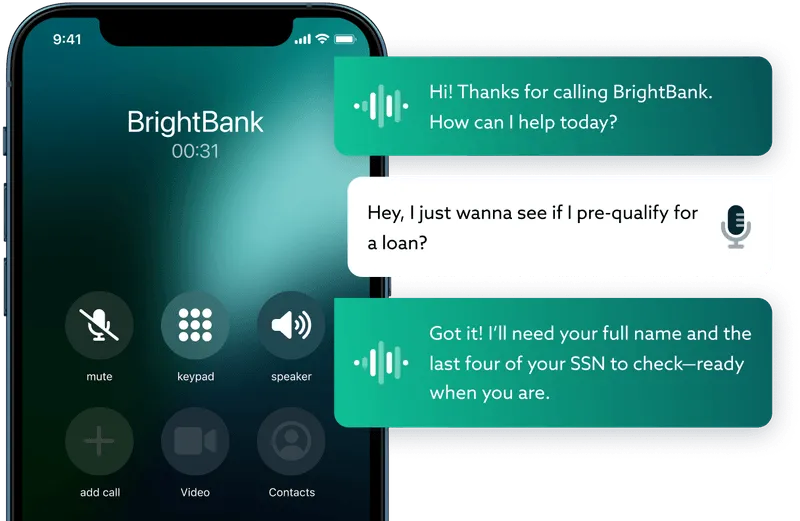 9:41
BrightBank
00:31
Hi! Thanks for calling BrightBank.
How can I help today?
Hey, I just wanna see if I pre-qualify for
a loan?
Got it! I’ll need your full name and the
last four of your SSN to check—ready
when you are.
mute
keypad
speaker
add call
Video
Contacts